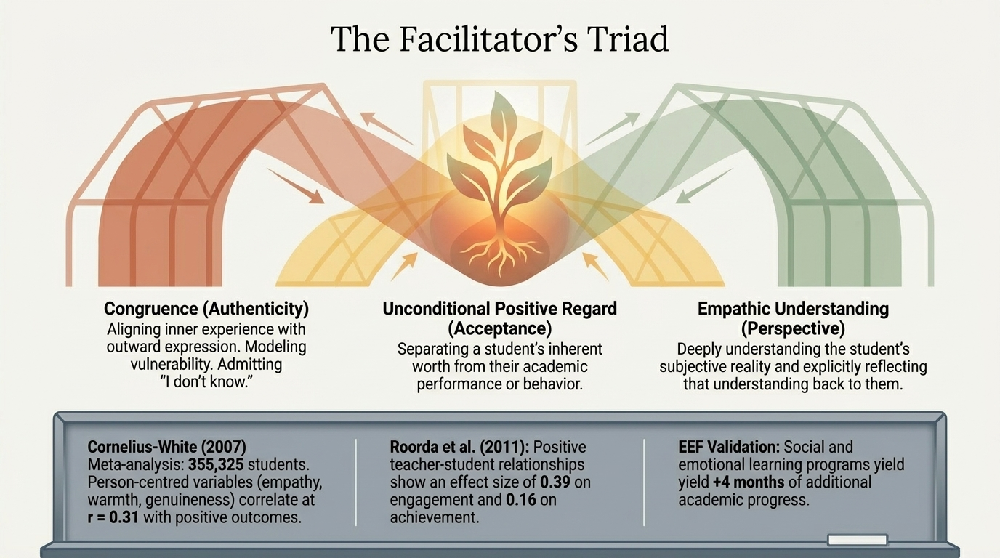 The Facilitator’s Triad
Congruence (Authenticity)
Aligning inner experience with
outward expression. Modeling
vulnerability. Admitting
“I don’t know.”
Unconditional Positive Regard
(Acceptance)
Separating a student’s inherent
worth from their academic
performance or behavior.
Empathic Understanding
(Perspective)
Deeply understanding the student’s
subjective reality and explicitly reflecting
that understanding back to them.
Cornelius-White (2007)
Meta-analysis: 355,325 students.
Person-centred variables (empathy,
warmth, genuineness) correlate at
r = 0.31 with positive outcomes.
Roorda et al. (2011): Positive
teacher-student relationships
show an effect size of 0.39 on
engagement and 0.16 on
achievement.
EEF Validation: Social and
emotional learning programs yield
yield +4 months of additional
academic progress.